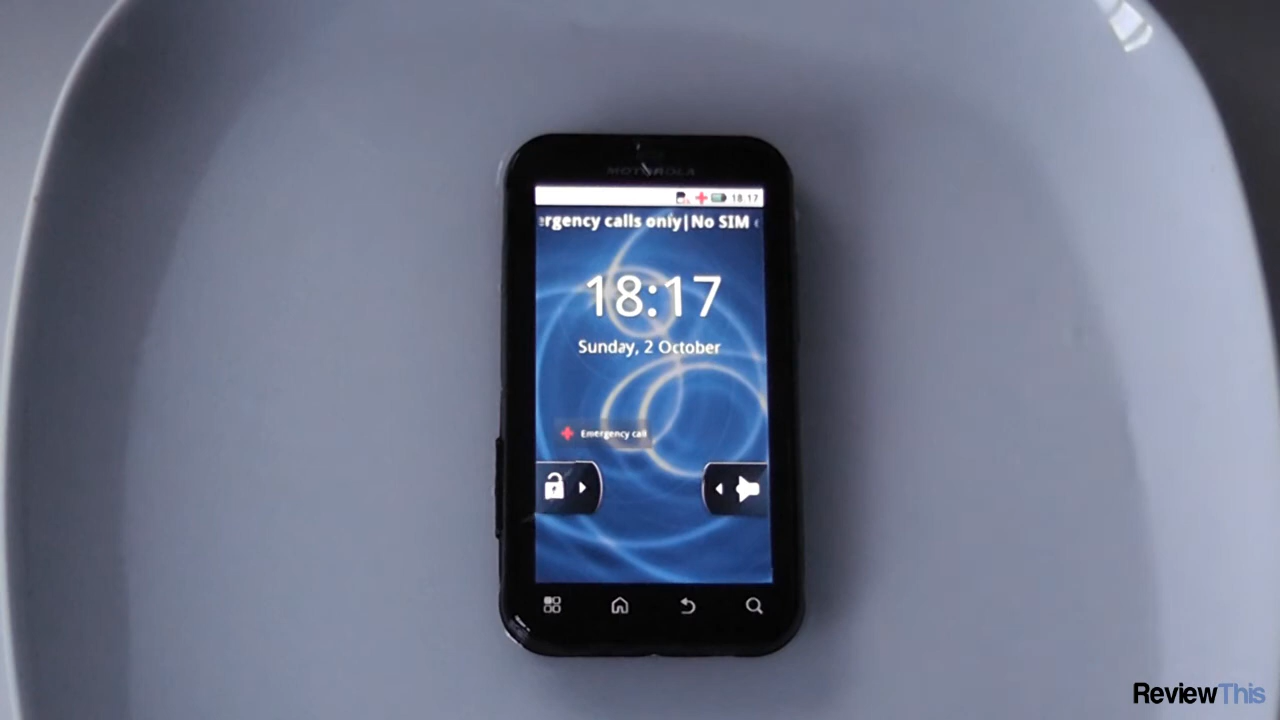 MOTOROLA
18.17
ergency calls only|No SIM
18:17
Sunday, 2 October
Emergency call
ReviewThis